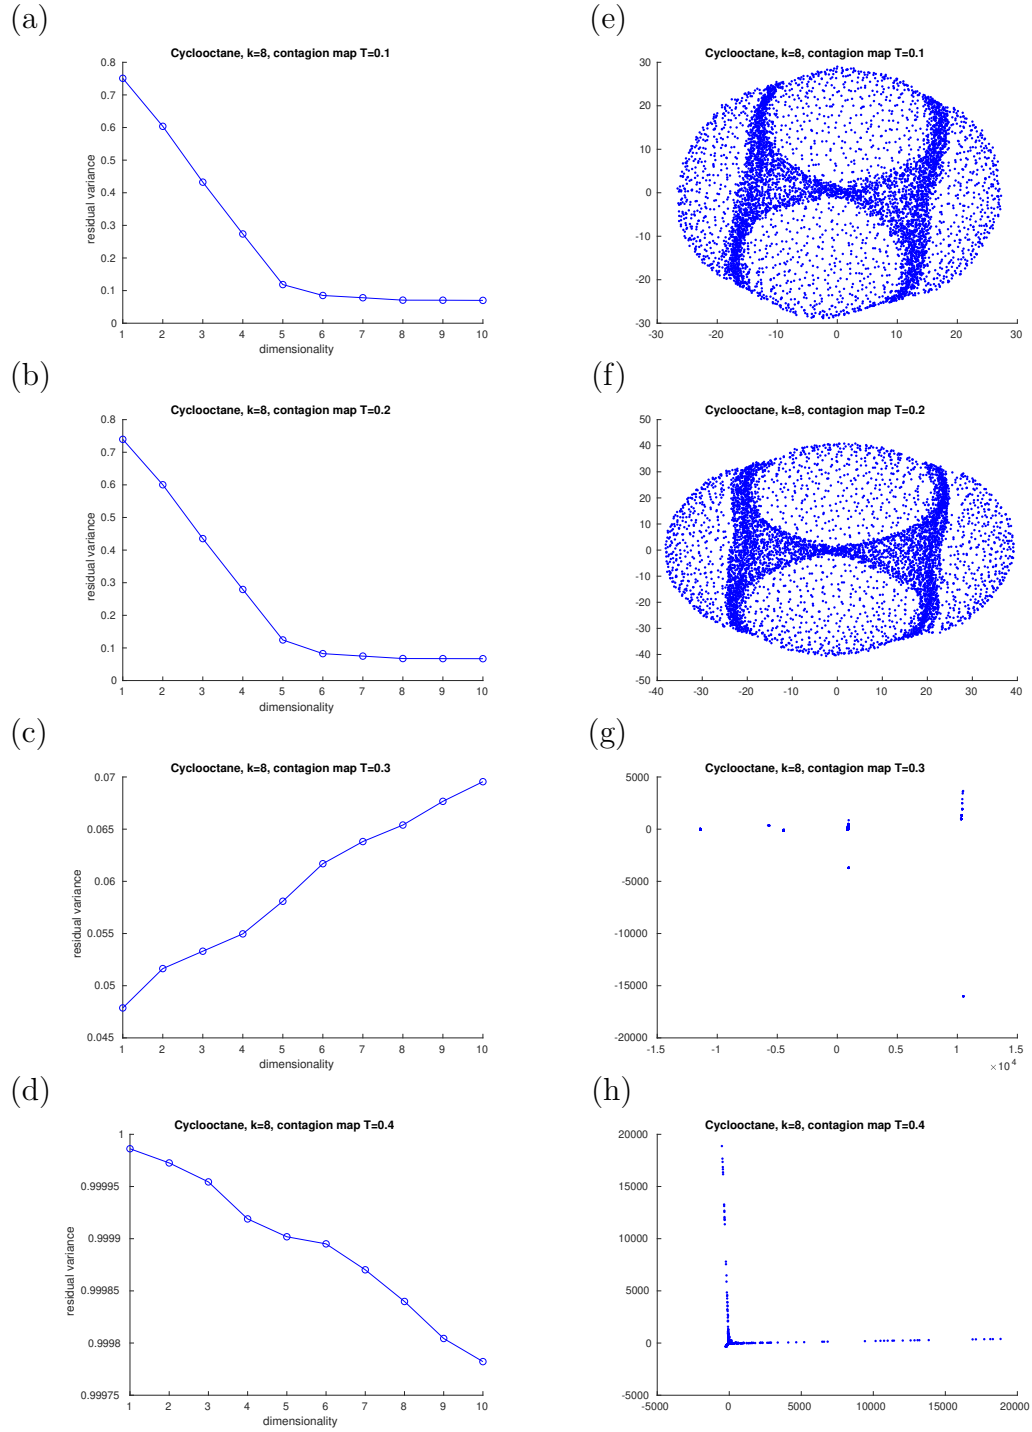 (a)
Cyclooctane, k=8, contagion map T=0.1
0.8
0.7
0.6
0.5
0.4
0.3
0.2
0.1
0
residual variance
1 2 3 4 5 6 7 8 9 10
dimensionality
(e)
Cyclooctane, k=8, contagion map T=0.1
30
20
10
0
-10
-20
-30
-30 -20 -10 0 10 20 30
(b)
Cyclooctane, k=8, contagion map T=0.2
0.8
0.7
0.6
0.5
0.4
0.3
0.2
0.1
0
residual variance
1 2 3 4 5 6 7 8 9 10
dimensionality
(f)
Cyclooctane, k=8, contagion map T=0.2
50
40
30
20
10
0
-10
-20
-30
-40
-50
-40 -30 -20 -10 0 10 20 30 40
(c)
Cyclooctane, k=8, contagion map T=0.3
0.07
0.065
0.06
0.055
0.05
0.045
residual variance
1 2 3 4 5 6 7 8 9 10
dimensionality
(g)
Cyclooctane, k=8, contagion map T=0.3
5000
0
-5000
-10000
-15000
-20000
-1.5 -1 -0.5 0 0.5 1 1.5
×10^4
(d)
Cyclooctane, k=8, contagion map T=0.4
1
0.99995
0.9999
0.99985
0.9998
0.99975
residual variance
1 2 3 4 5 6 7 8 9 10
dimensionality
(h)
Cyclooctane, k=8, contagion map T=0.4
20000
15000
10000
5000
0
-5000
-5000 0 5000 10000 15000 20000